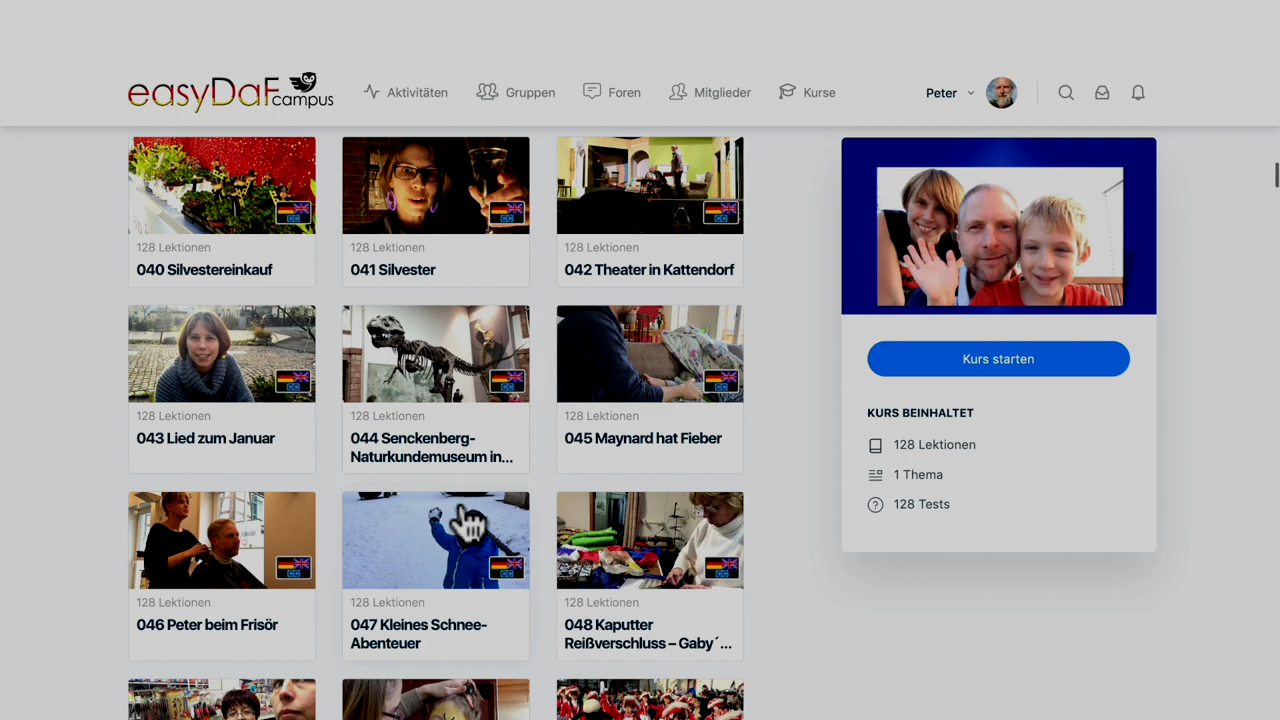 easyDaF
campus
Aktivitäten
Gruppen
Foren
Mitglieder
Kurse
Peter
128 Lektionen
040 Silvestereinkauf
128 Lektionen
041 Silvester
128 Lektionen
042 Theater in Kattendorf
128 Lektionen
043 Lied zum Januar
128 Lektionen
044 Senckenberg-
Naturkundemuseum in...
128 Lektionen
045 Maynard hat Fieber
128 Lektionen
046 Peter beim Frisör
128 Lektionen
047 Kleines Schnee-
Abenteuer
128 Lektionen
048 Kaputter
Reißverschluss – Gaby´...
Kurs starten
KURS BEINHALTET
128 Lektionen
1 Thema
128 Tests